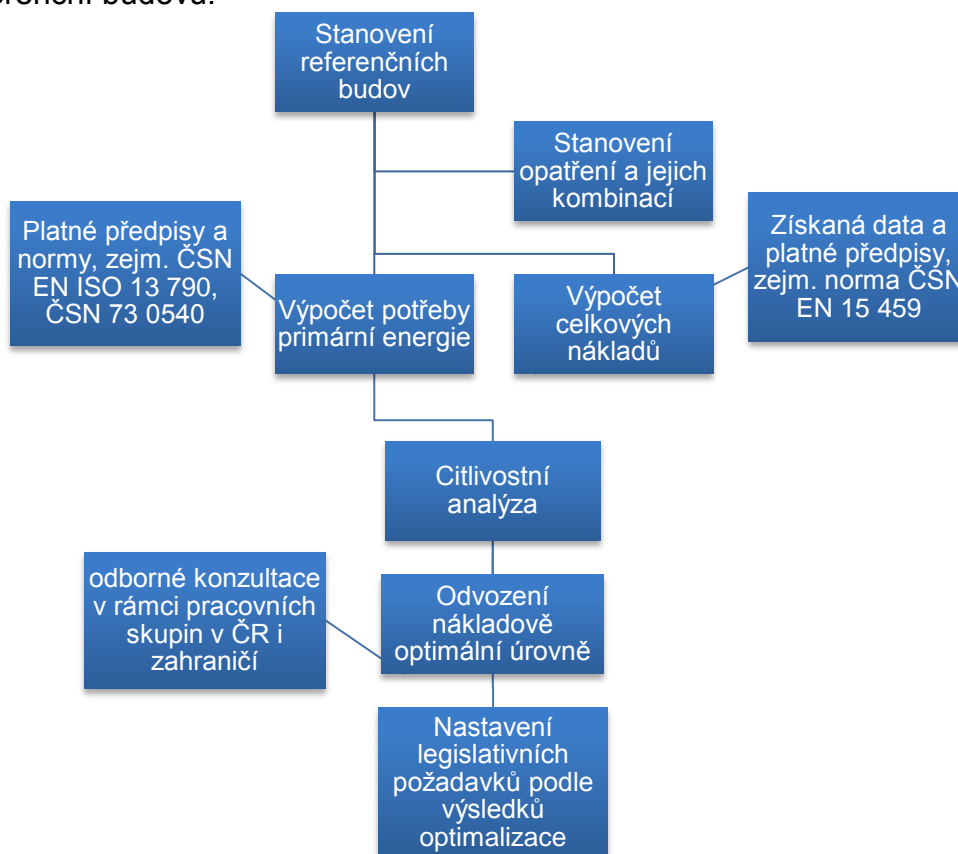 budova.
Stanovení
referenčních
budov
Stanovení
opatření a jejich
kombinací
Platné předpisy a
normy, zejm. ČSN
EN ISO 13 790,
ČSN 73 0540
Výpočet potřeby
primární energie
Výpočet
celkových
nákladů
Získaná data a
platné předpisy,
zejm. norma ČSN
EN 15 459
Citlivostní
analýza
odborné konzultace
v rámci pracovních
skupin v ČR i
zahraničí
Odvození
nákladově
optimální úrovně
Nastavení
legislativních
požadavků podle
výsledků
optimalizace